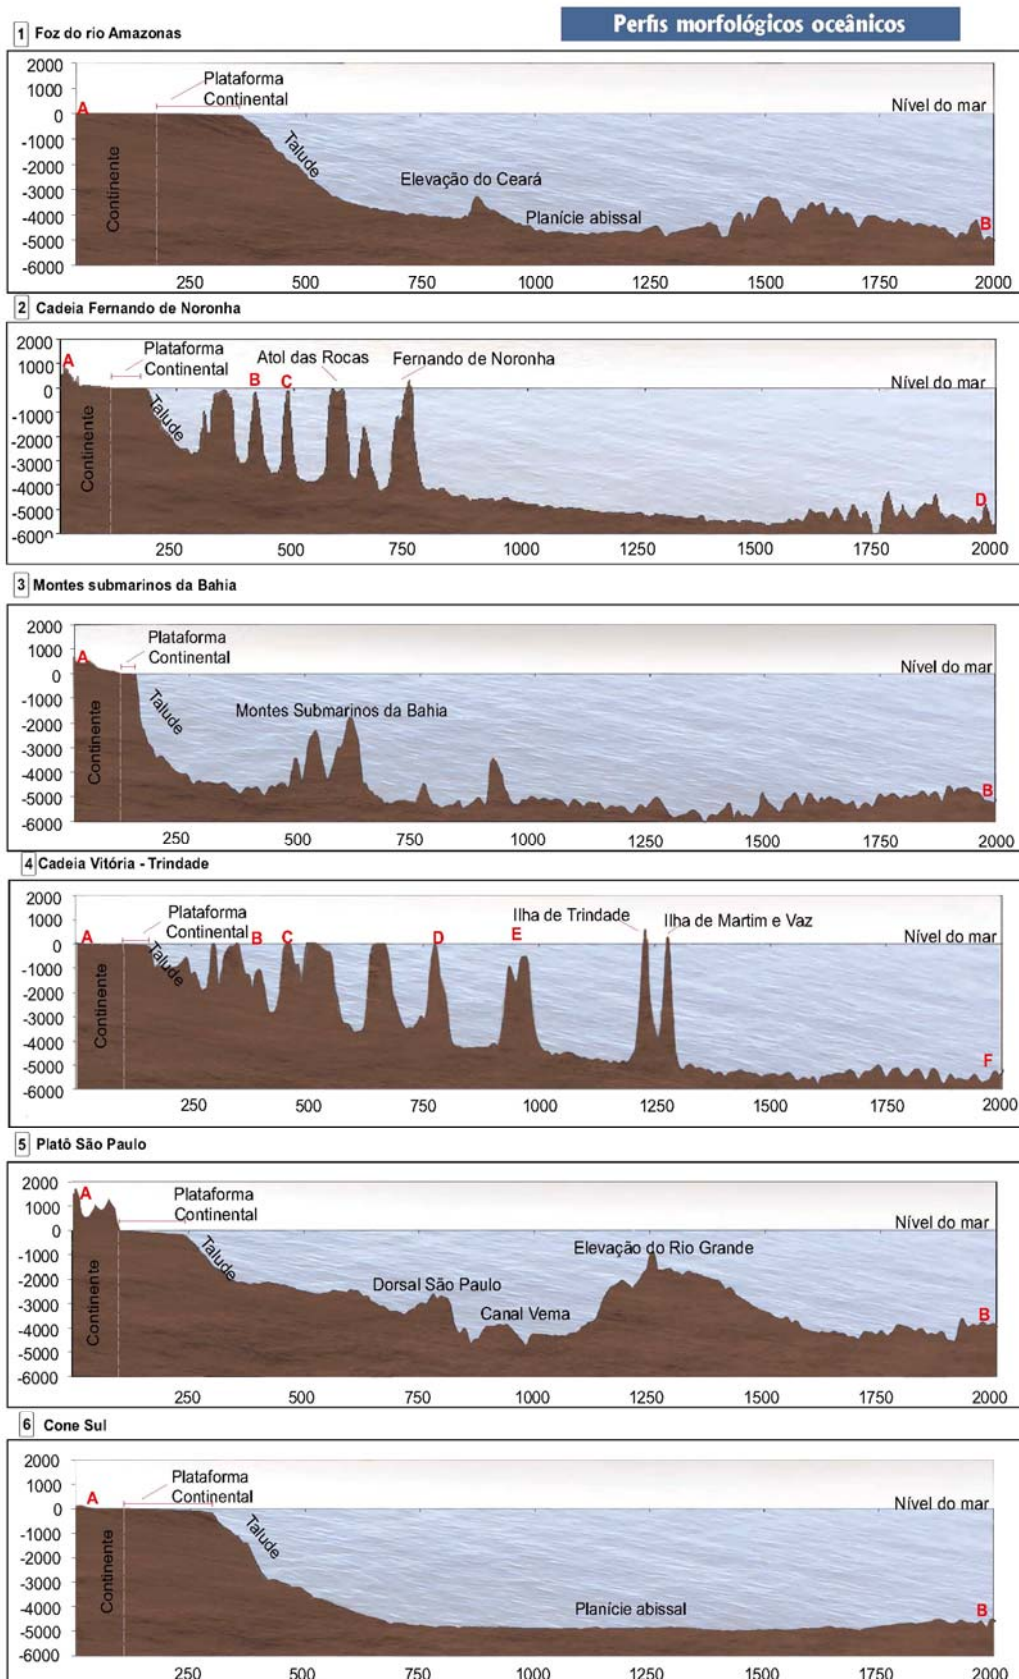 Perfis morfológicos oceânicos
1 Foz do rio Amazonas
2000
1000
0
-1000
-2000
-3000
-4000
-5000
-6000
A
Plataforma
Continental
Nível do mar
Continente
Talude
Elevação do Ceará
Planície abissal
B
250 500 750 1000 1250 1500 1750 2000
2 Cadeia Fernando de Noronha
2000
1000
0
-1000
-2000
-3000
-4000
-5000
-6000
A
Plataforma
Continental
B
C
Atol das Rocas
Fernando de Noronha
Nível do mar
Continente
Talude
D
250 500 750 1000 1250 1500 1750 2000
3 Montes submarinos da Bahia
2000
1000
0
-1000
-2000
-3000
-4000
-5000
-6000
A
Plataforma
Continental
Nível do mar
Continente
Talude
Montes Submarinos da Bahia
B
250 500 750 1000 1250 1500 1750 2000
4 Cadeia Vitória - Trindade
2000
1000
0
-1000
-2000
-3000
-4000
-5000
-6000
A
Plataforma
Continental
B
C
D
E
Ilha de Trindade
Ilha de Martim e Vaz
Nível do mar
Continente
Talude
F
250 500 750 1000 1250 1500 1750 2000
5 Platô São Paulo
2000
1000
0
-1000
-2000
-3000
-4000
-5000
-6000
A
Plataforma
Continental
Nível do mar
Continente
Talude
Elevação do Rio Grande
Dorsal São Paulo
Canal Vema
B
250 500 750 1000 1250 1500 1750 2000
6 Cone Sul
2000
1000
0
-1000
-2000
-3000
-4000
-5000
-6000
A
Plataforma
Continental
Nível do mar
Continente
Talude
Planície abissal
B
250 500 750 1000 1250 1500 1750 2000